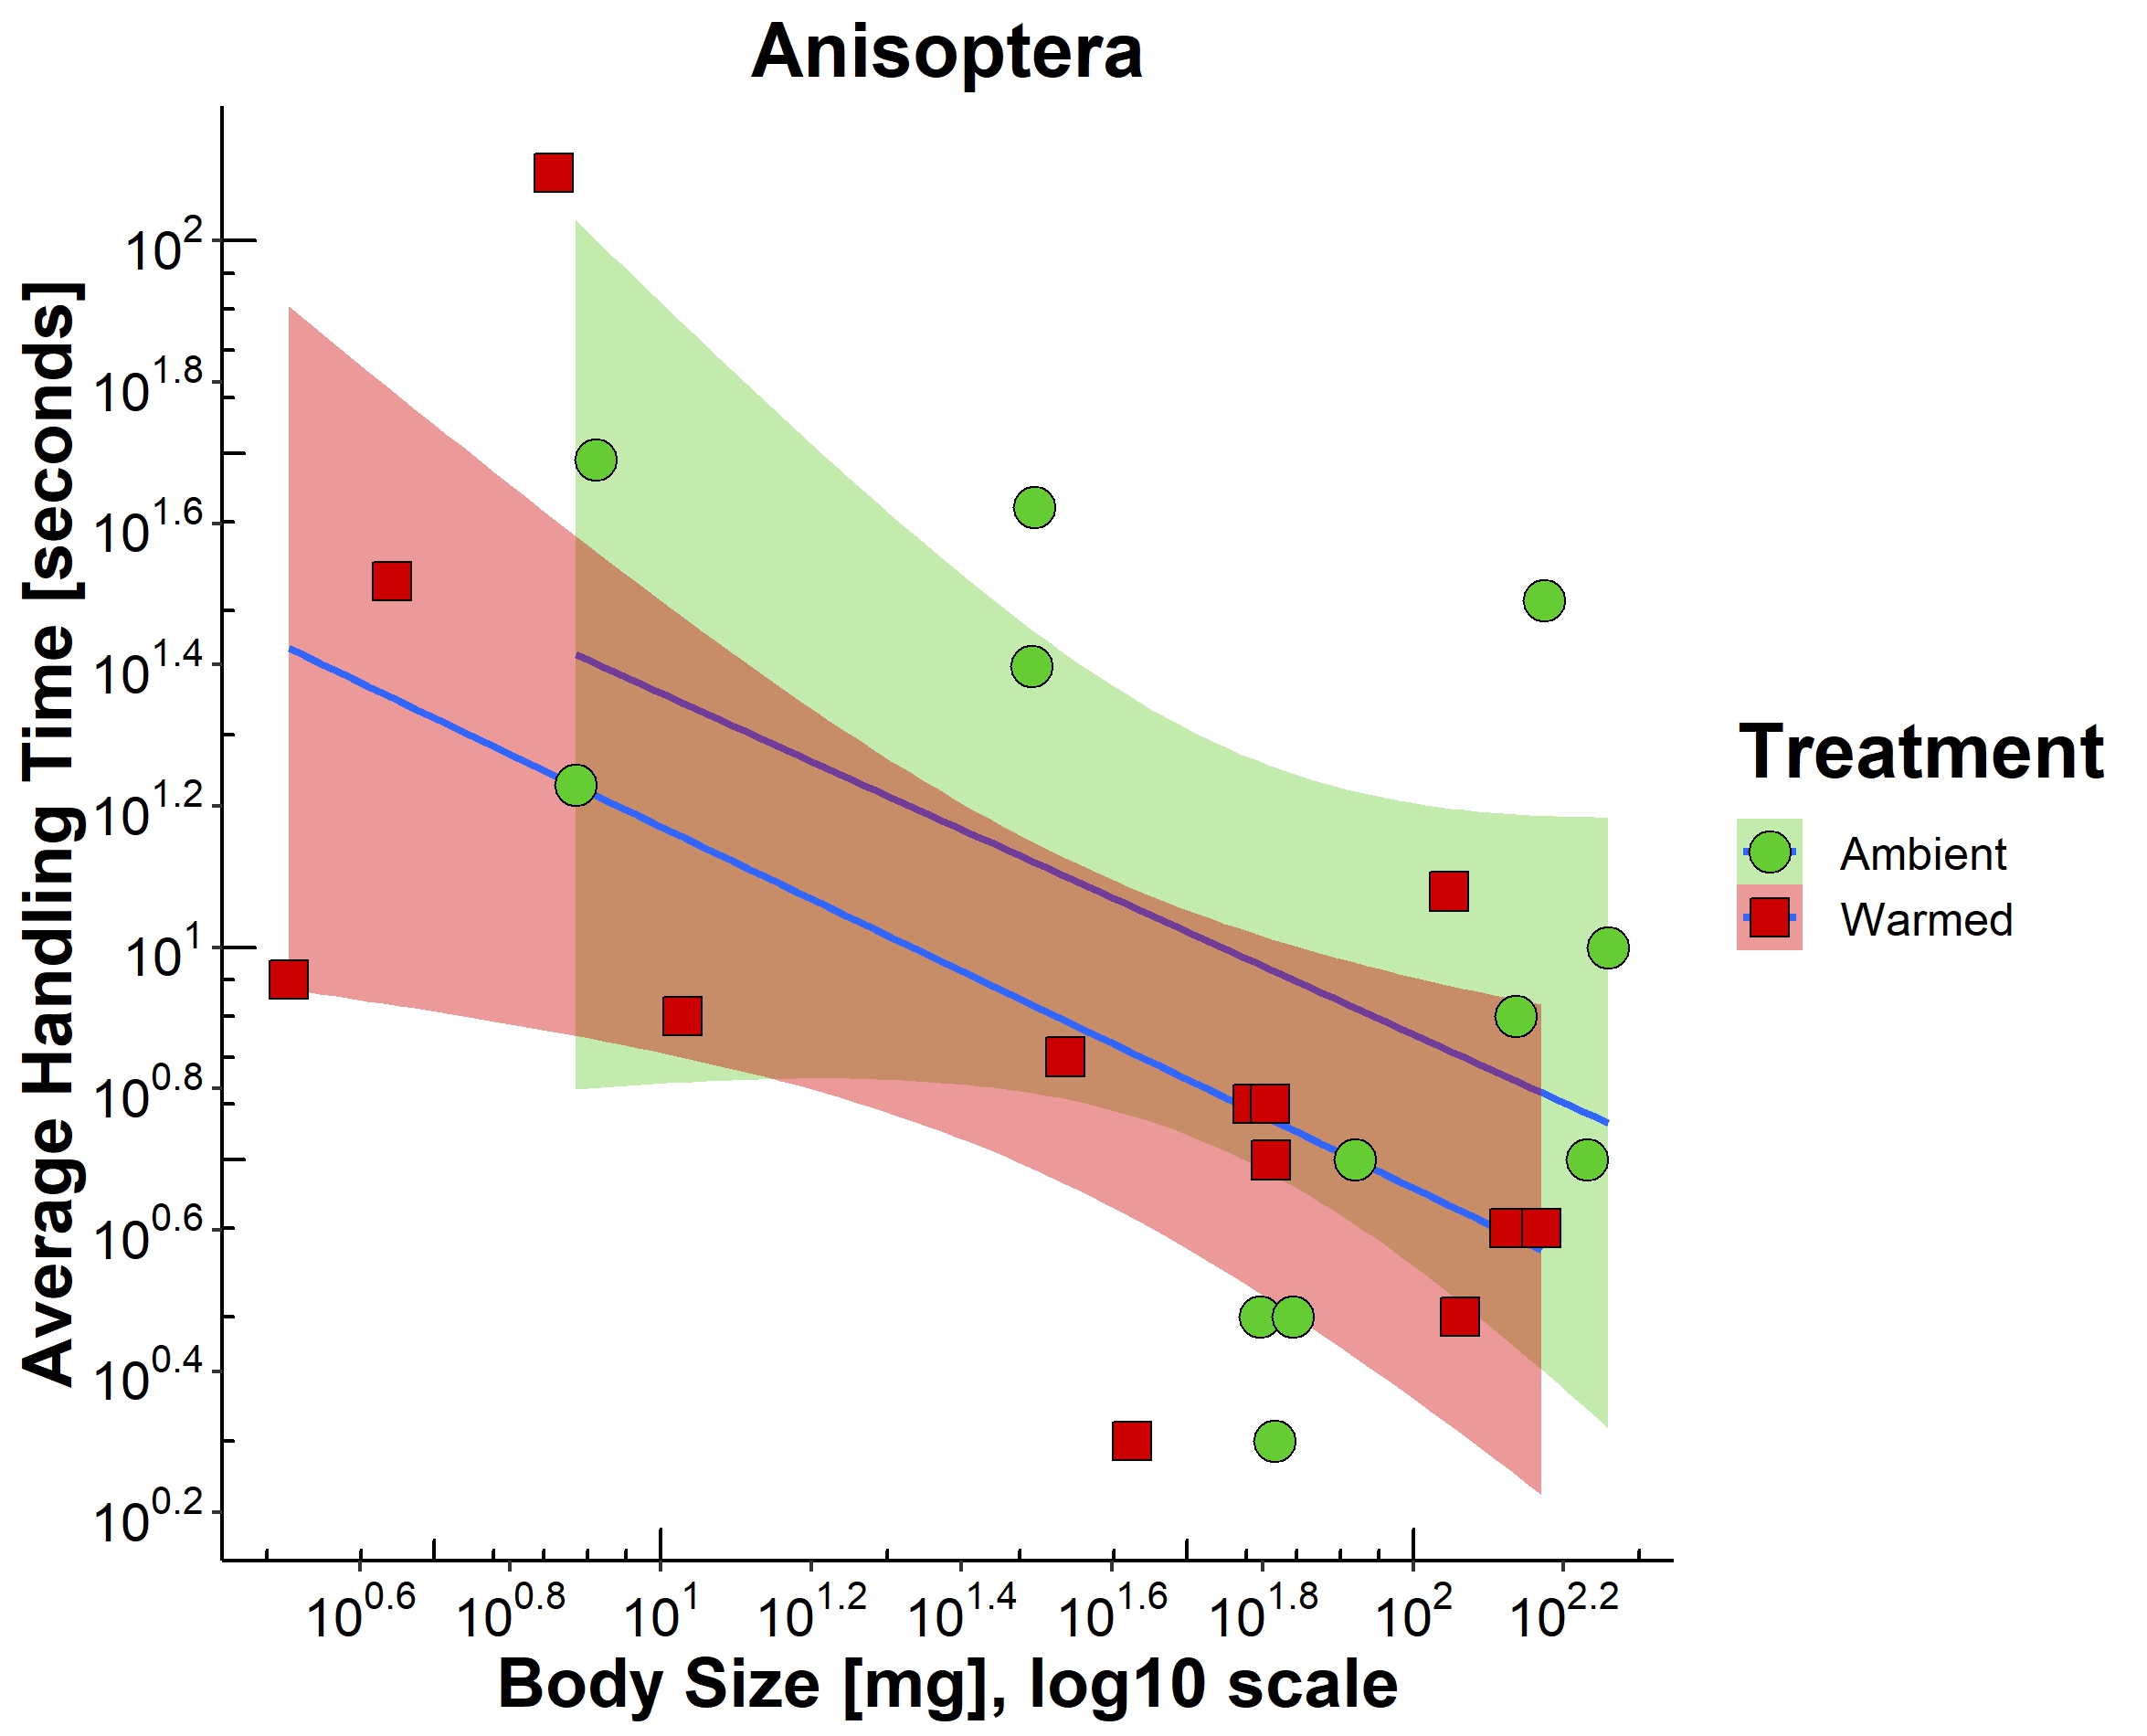 Anisoptera
Average Handling Time [seconds]
10^2
10^1.8
10^1.6
10^1.4
10^1.2
10^1
10^0.8
10^0.6
10^0.4
10^0.2
10^0.6 10^0.8 10^1 10^1.2 10^1.4 10^1.6 10^1.8 10^2 10^2.2
Body Size [mg], log10 scale
Treatment
Ambient
Warmed